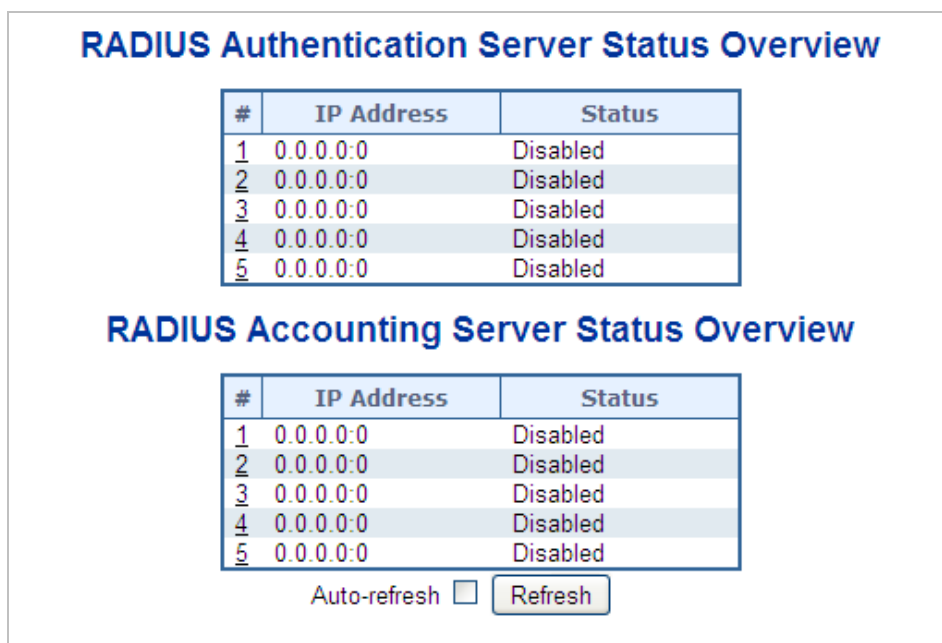 RADIUS Authentication Server Status Overview
# IP Address Status
1 0.0.0.0:0 Disabled
2 0.0.0.0:0 Disabled
3 0.0.0.0:0 Disabled
4 0.0.0.0:0 Disabled
5 0.0.0.0:0 Disabled
RADIUS Accounting Server Status Overview
# IP Address Status
1 0.0.0.0:0 Disabled
2 0.0.0.0:0 Disabled
3 0.0.0.0:0 Disabled
4 0.0.0.0:0 Disabled
5 0.0.0.0:0 Disabled
Auto-refresh Refresh